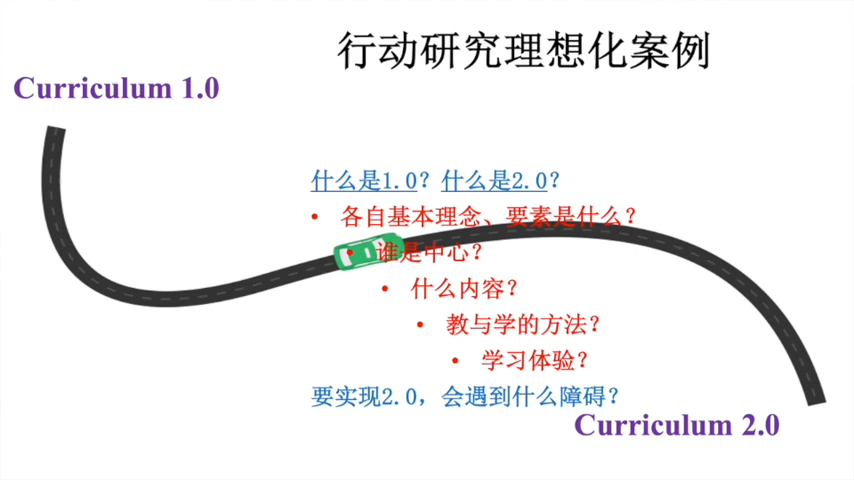 行动研究理想化案例
Curriculum 1.0
什么是1.0？什么是2.0？
• 各自基本理念、要素是什么？
• 谁是中心？
• 什么内容？
• 教与学的方法？
• 学习体验？
要实现2.0，会遇到什么障碍？
Curriculum 2.0